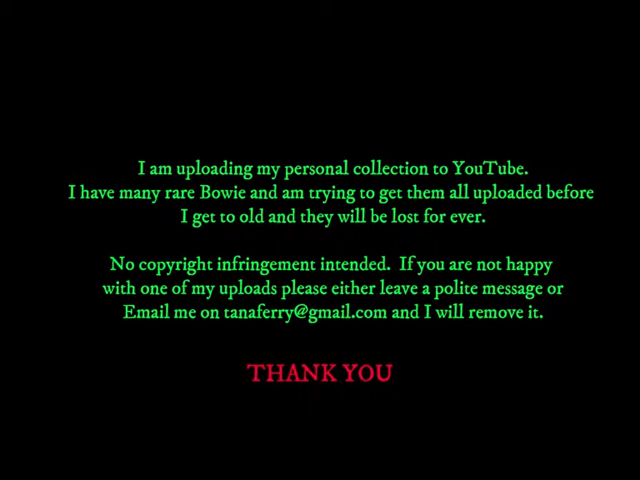 I am uploading my personal collection to YouTube.
I have many rare Bowie and am trying to get them all uploaded before
I get to old and they will be lost for ever.
No copyright infringement intended.  If you are not happy
with one of my uploads please either leave a polite message or
Email me on tanaferry@gmail.com and I will remove it.
THANK YOU